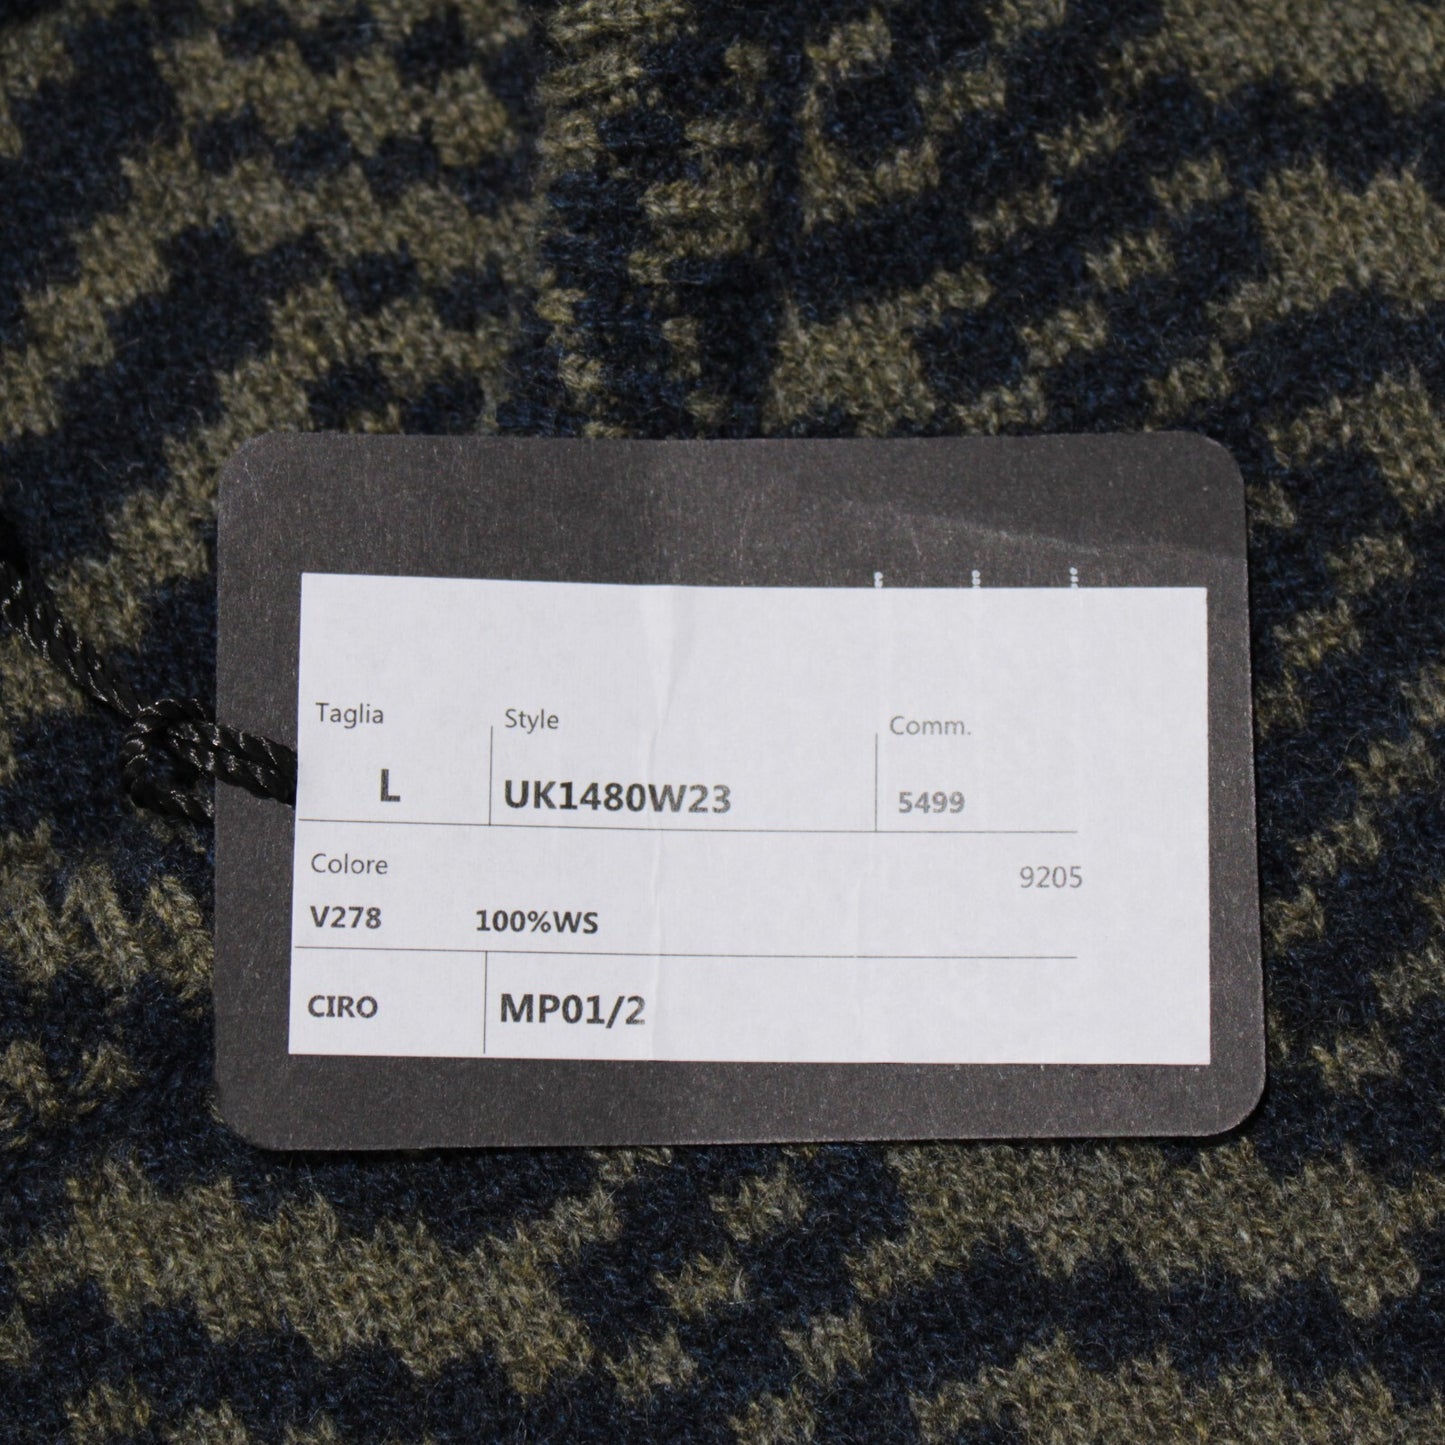 Taglia Style Comm.
L UK1480W23 5499
Colore 9205
V278 100%WS
CIRO MP01/2